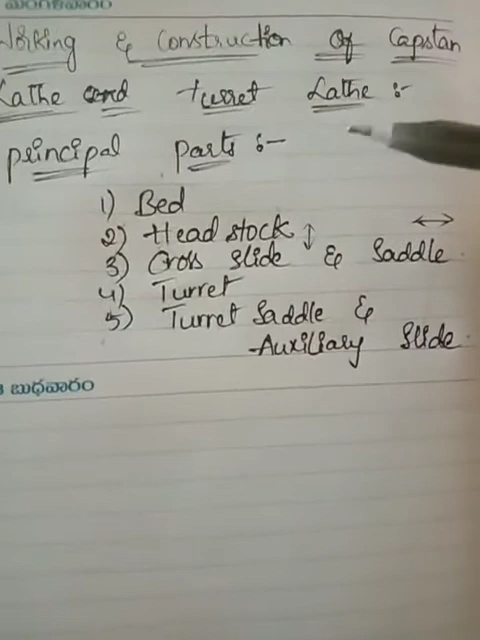 మంగళవారం
Working & Construction Of Capstan
Lathe and turret Lathe :-
principal parts :-
1) Bed
2) Head stock
3) Cross slide & Saddle.
4) Turret
5) Turret Saddle &
-Auxiliary Slide.
బుధవారం